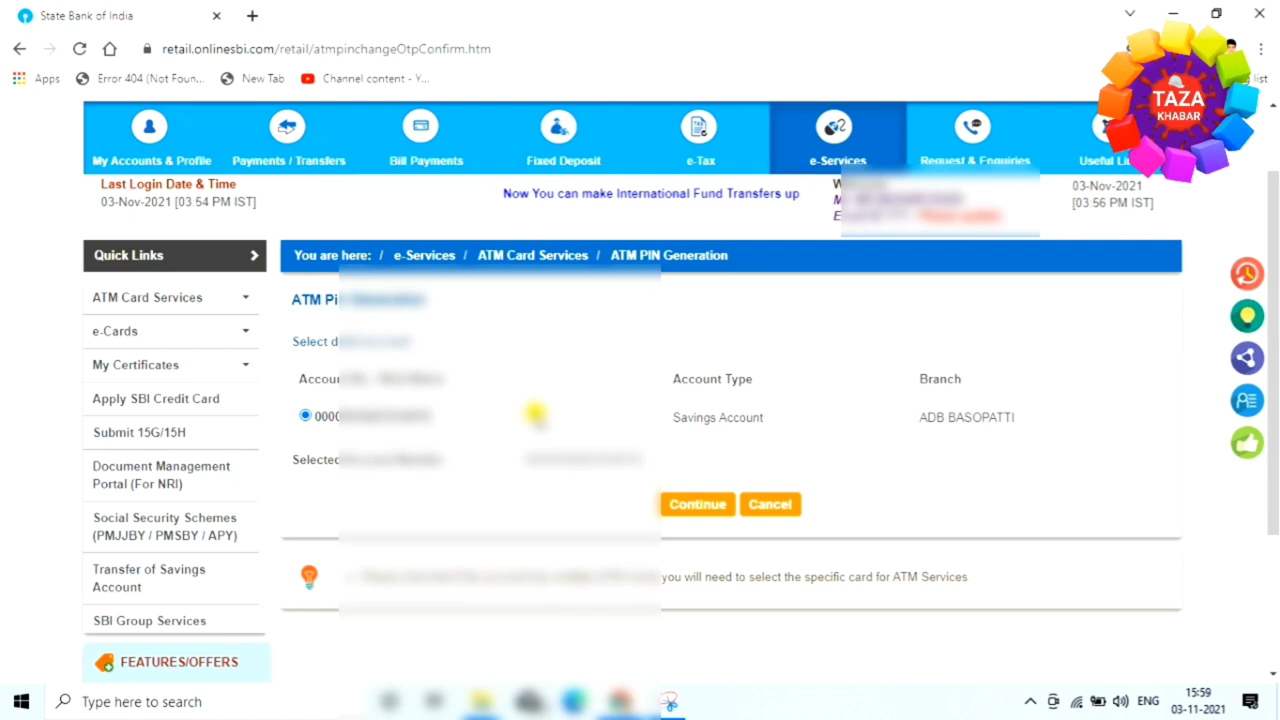 State Bank of India
retail.onlinesbi.com/retail/atmpinchangeOtpConfirm.htm
Apps Error 404 (Not Foun... New Tab Channel content - Y... list
TAZA
KHABAR
My Accounts & Profile Payments / Transfers Bill Payments Fixed Deposit e-Tax e-Services Request & Enquiries Useful
Last Login Date & Time
03-Nov-2021 [03:54 PM IST]
Now You can make International Fund Transfers up
03-Nov-2021
[03:56 PM IST]
Quick Links
You are here: / e-Services / ATM Card Services / ATM PIN Generation
ATM Card Services
e-Cards
My Certificates
Apply SBI Credit Card
Submit 15G/15H
Document Management
Portal (For NRI)
Social Security Schemes
(PMJJBY / PMSBY / APY)
Transfer of Savings
Account
SBI Group Services
FEATURES/OFFERS
ATM
Select
Account Type Branch
0000 Savings Account ADB BASOPATTI
Selected
Continue Cancel
you will need to select the specific card for ATM Services
Type here to search
ENG
15:59
03-11-2021